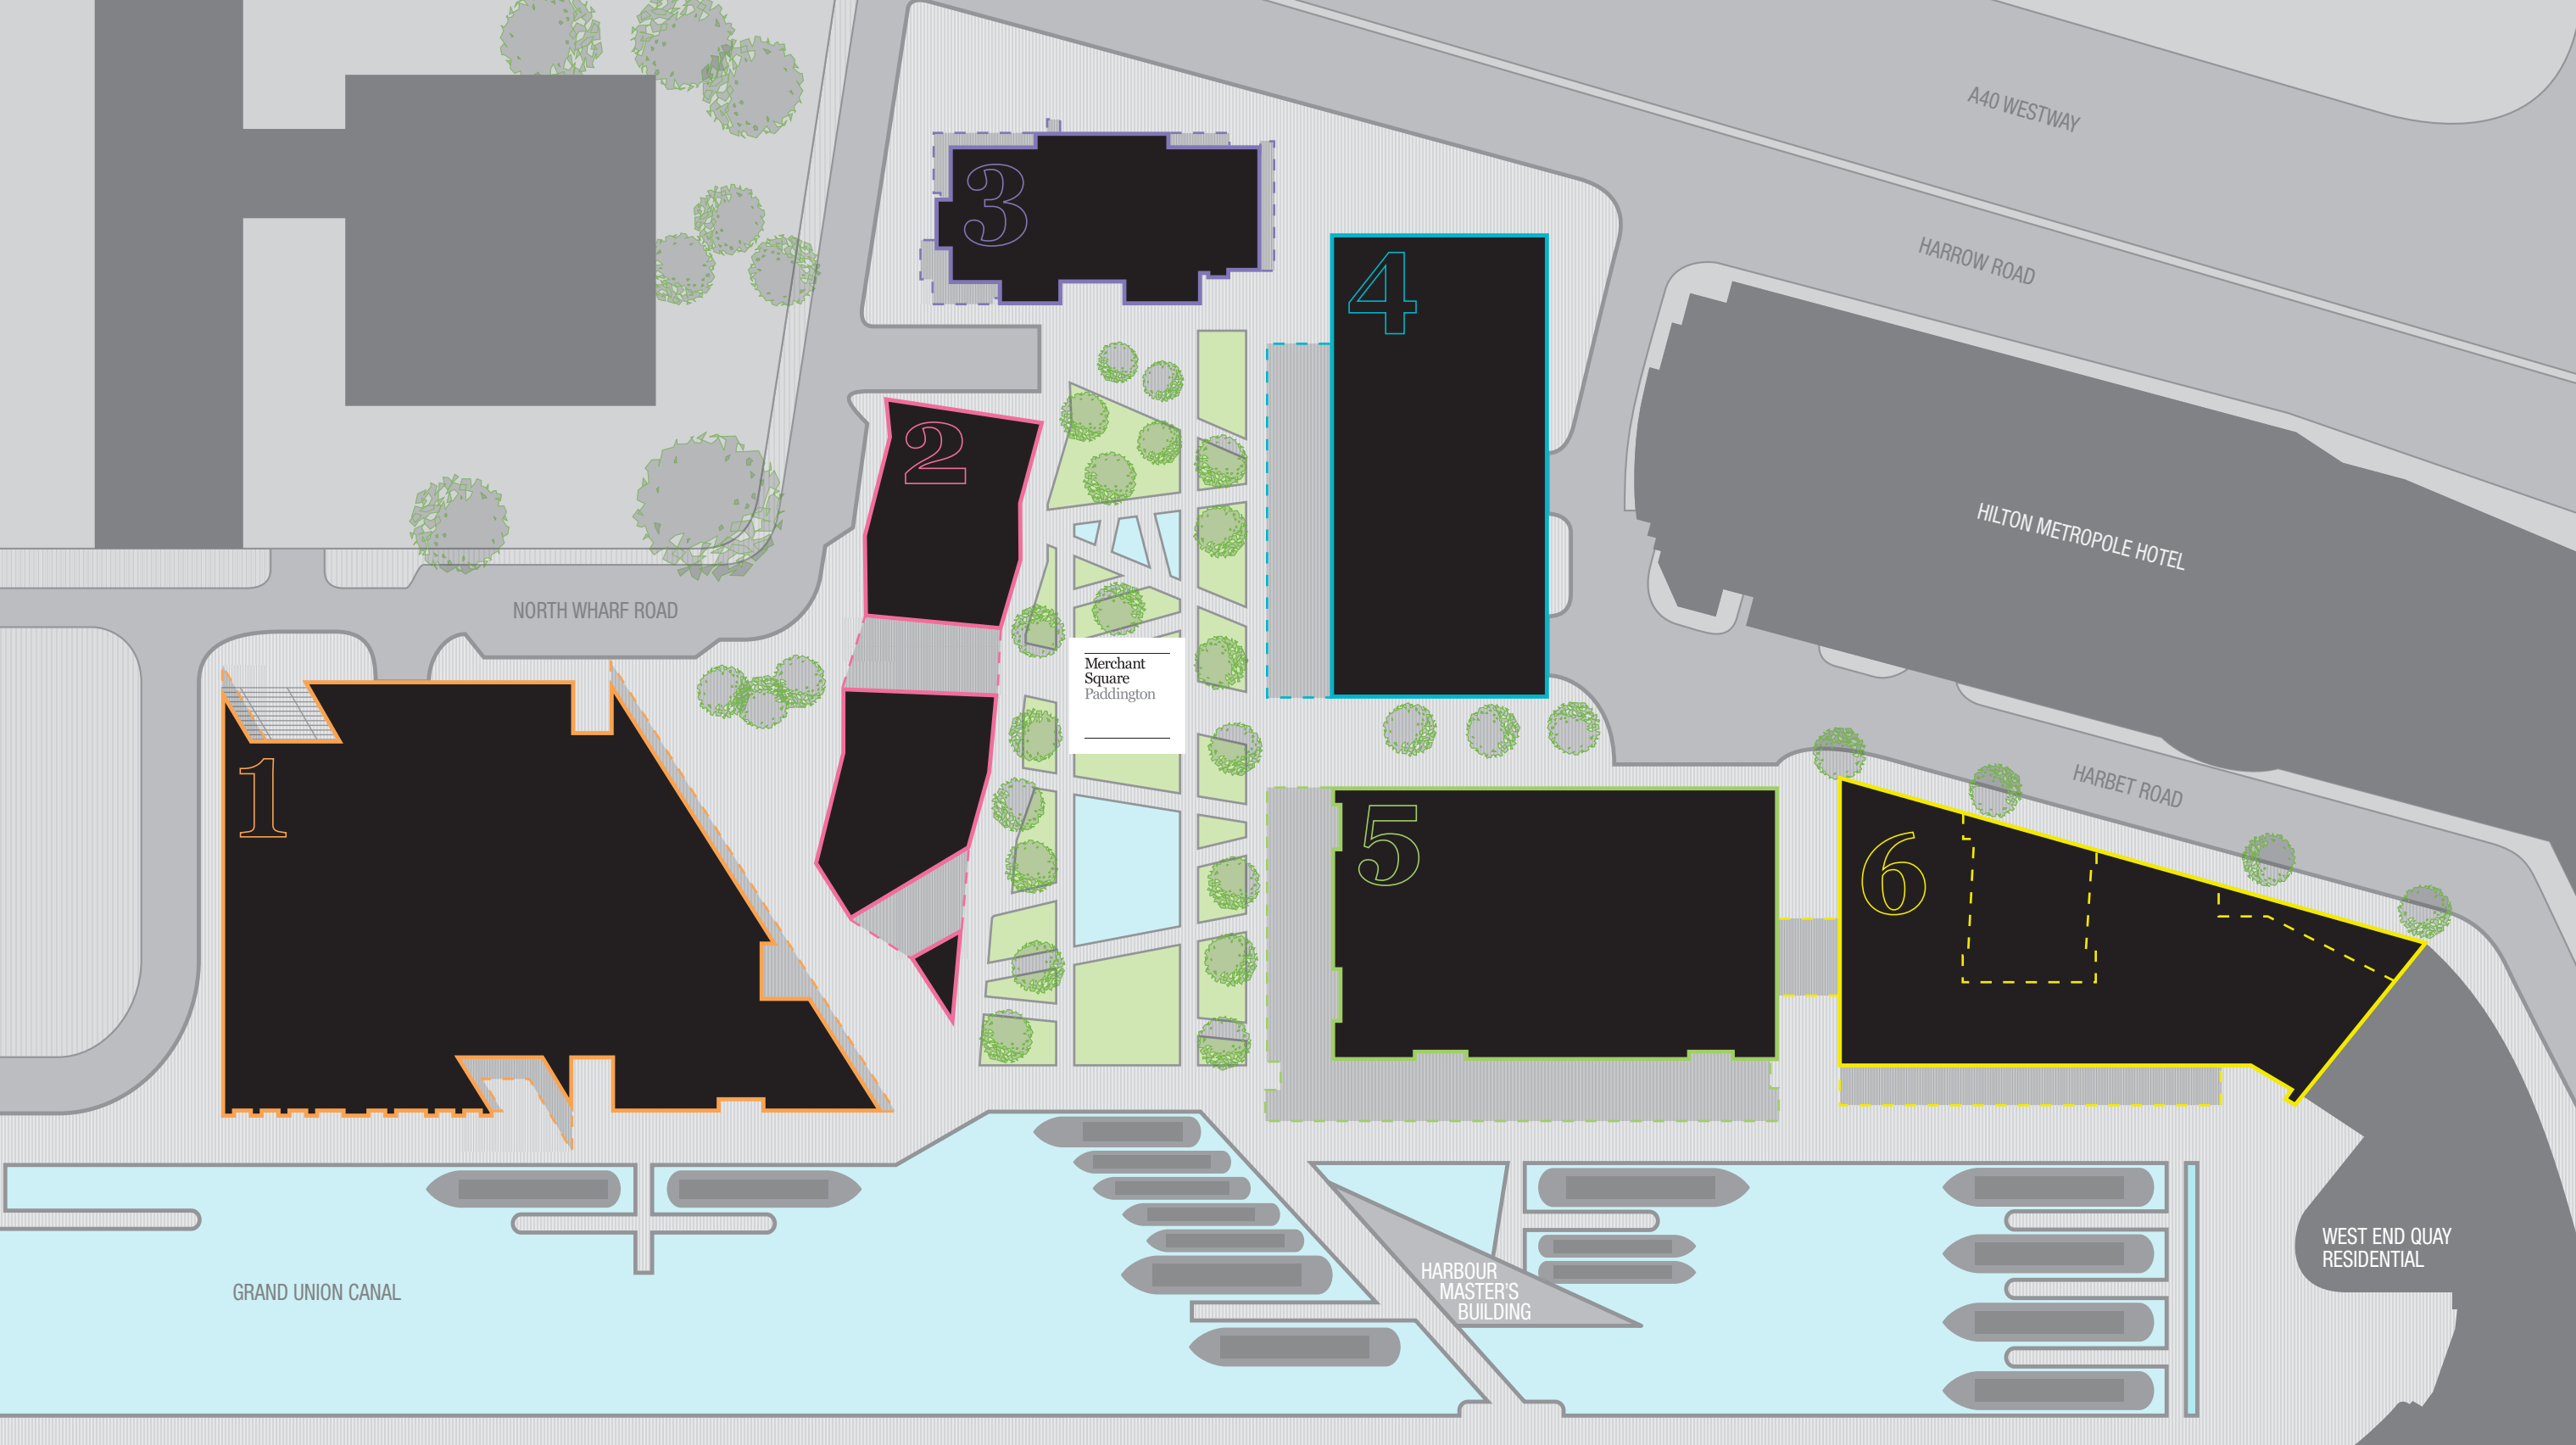 A40 WESTWAY
3
HARROW ROAD
4
2
HILTON METROPOLE HOTEL
NORTH WHARF ROAD
Merchant
Square
Paddington
1
HARBET ROAD
5
6
WEST END QUAY
RESIDENTIAL
HARBOUR
MASTER'S
BUILDING
GRAND UNION CANAL